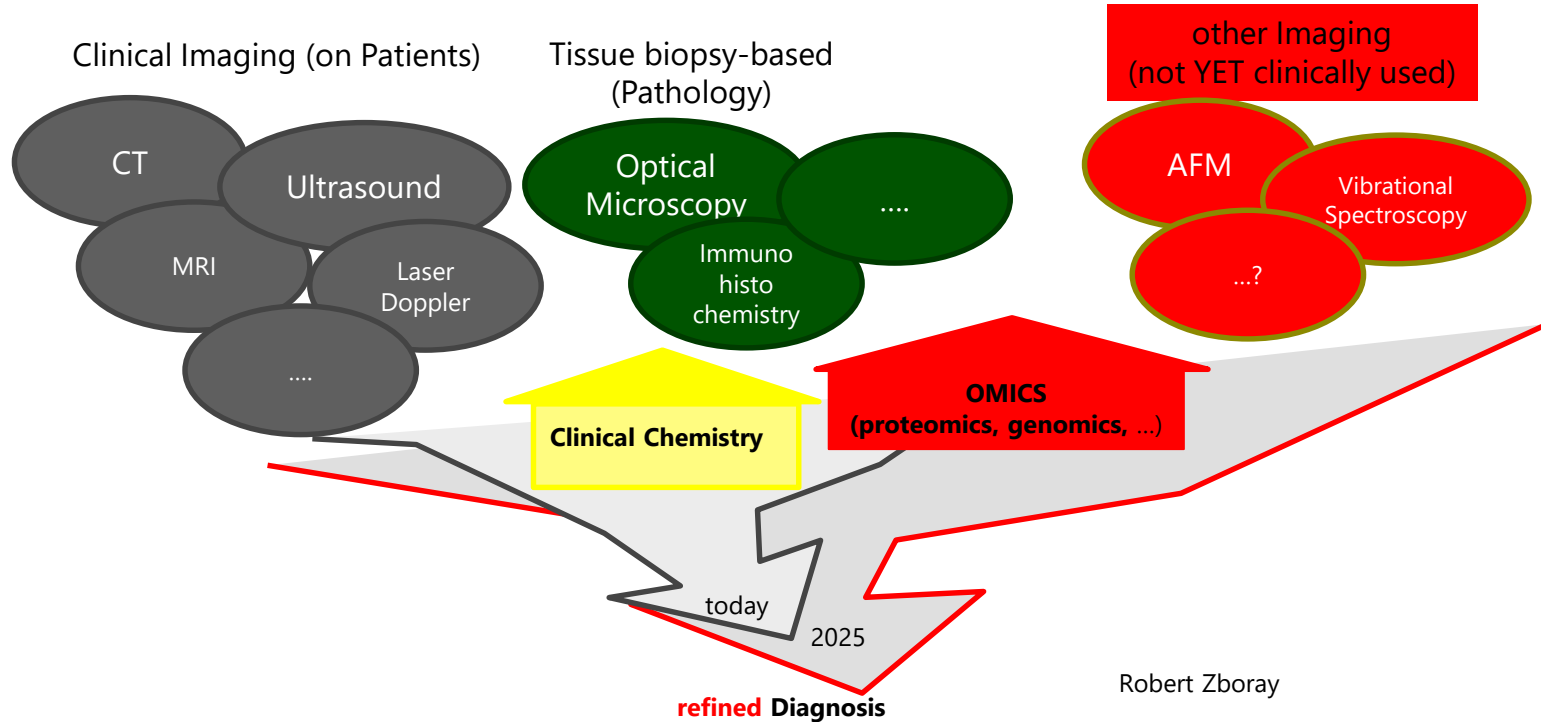 Clinical Imaging (on Patients)
CT
Ultrasound
MRI
Laser
Doppler
....
Tissue biopsy-based
(Pathology)
Optical
Microscopy
....
Immuno
histo
chemistry
other Imaging
(not YET clinically used)
AFM
Vibrational
Spectroscopy
...?
Clinical Chemistry
OMICS
(proteomics, genomics, ...)
today
2025
refined Diagnosis
Robert Zboray